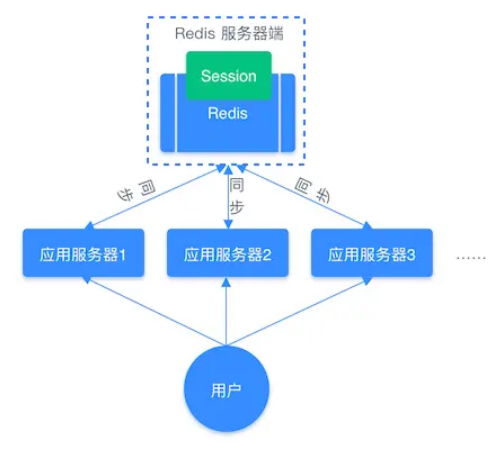 Redis 服务器端
Session
Redis
同步
同步
同步
应用服务器1
应用服务器2
应用服务器3
......
用户